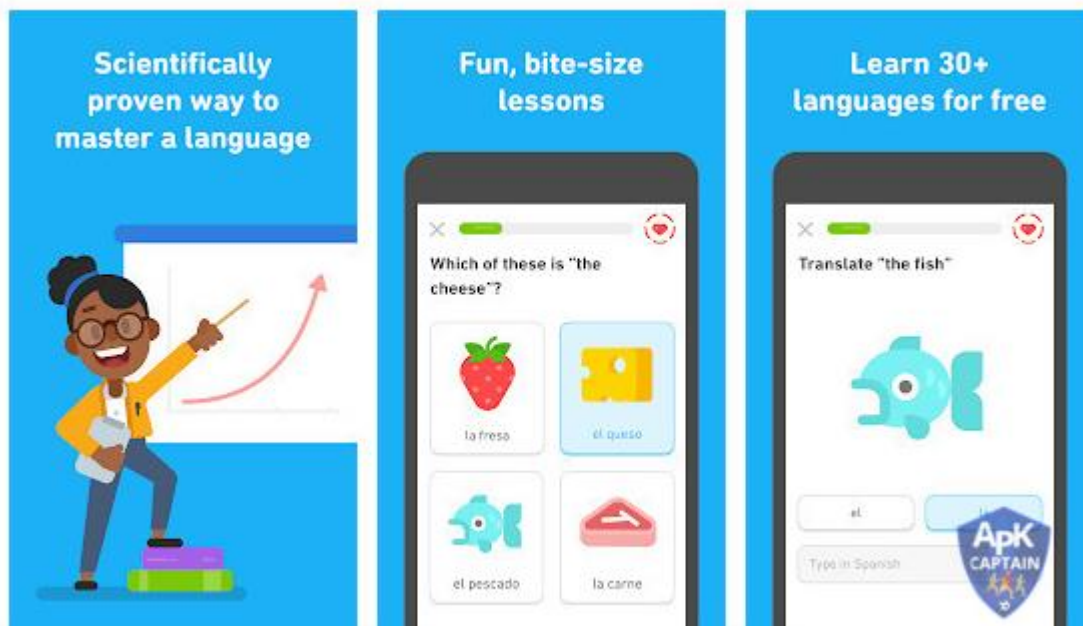 Scientifically
proven way to
master a language
Fun, bite-size
lessons
Which of these is "the
cheese"?
la fresa
el queso
el pescado
la carne
Learn 30+
languages for free
Translate "the fish"
el
Type in Spanish
ApK
CAPTAIN